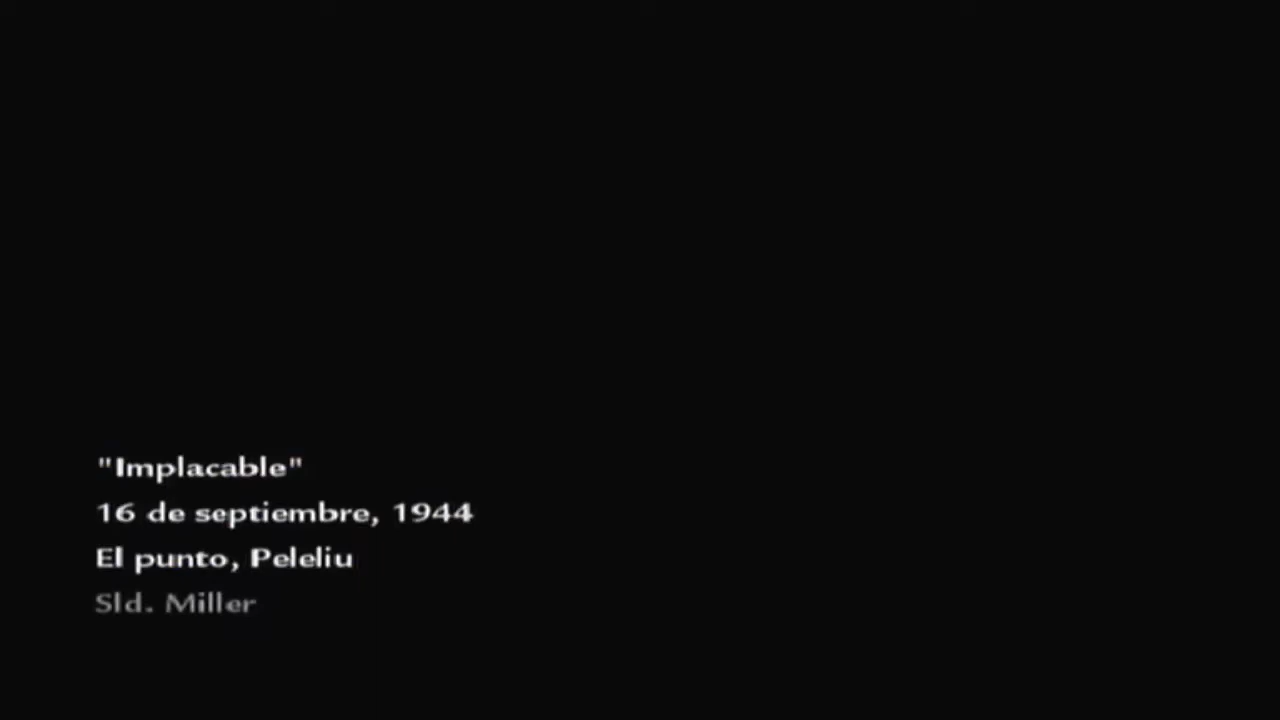 "Implacable"
16 de septiembre, 1944
El punto, Peleliu
Sld. Miller